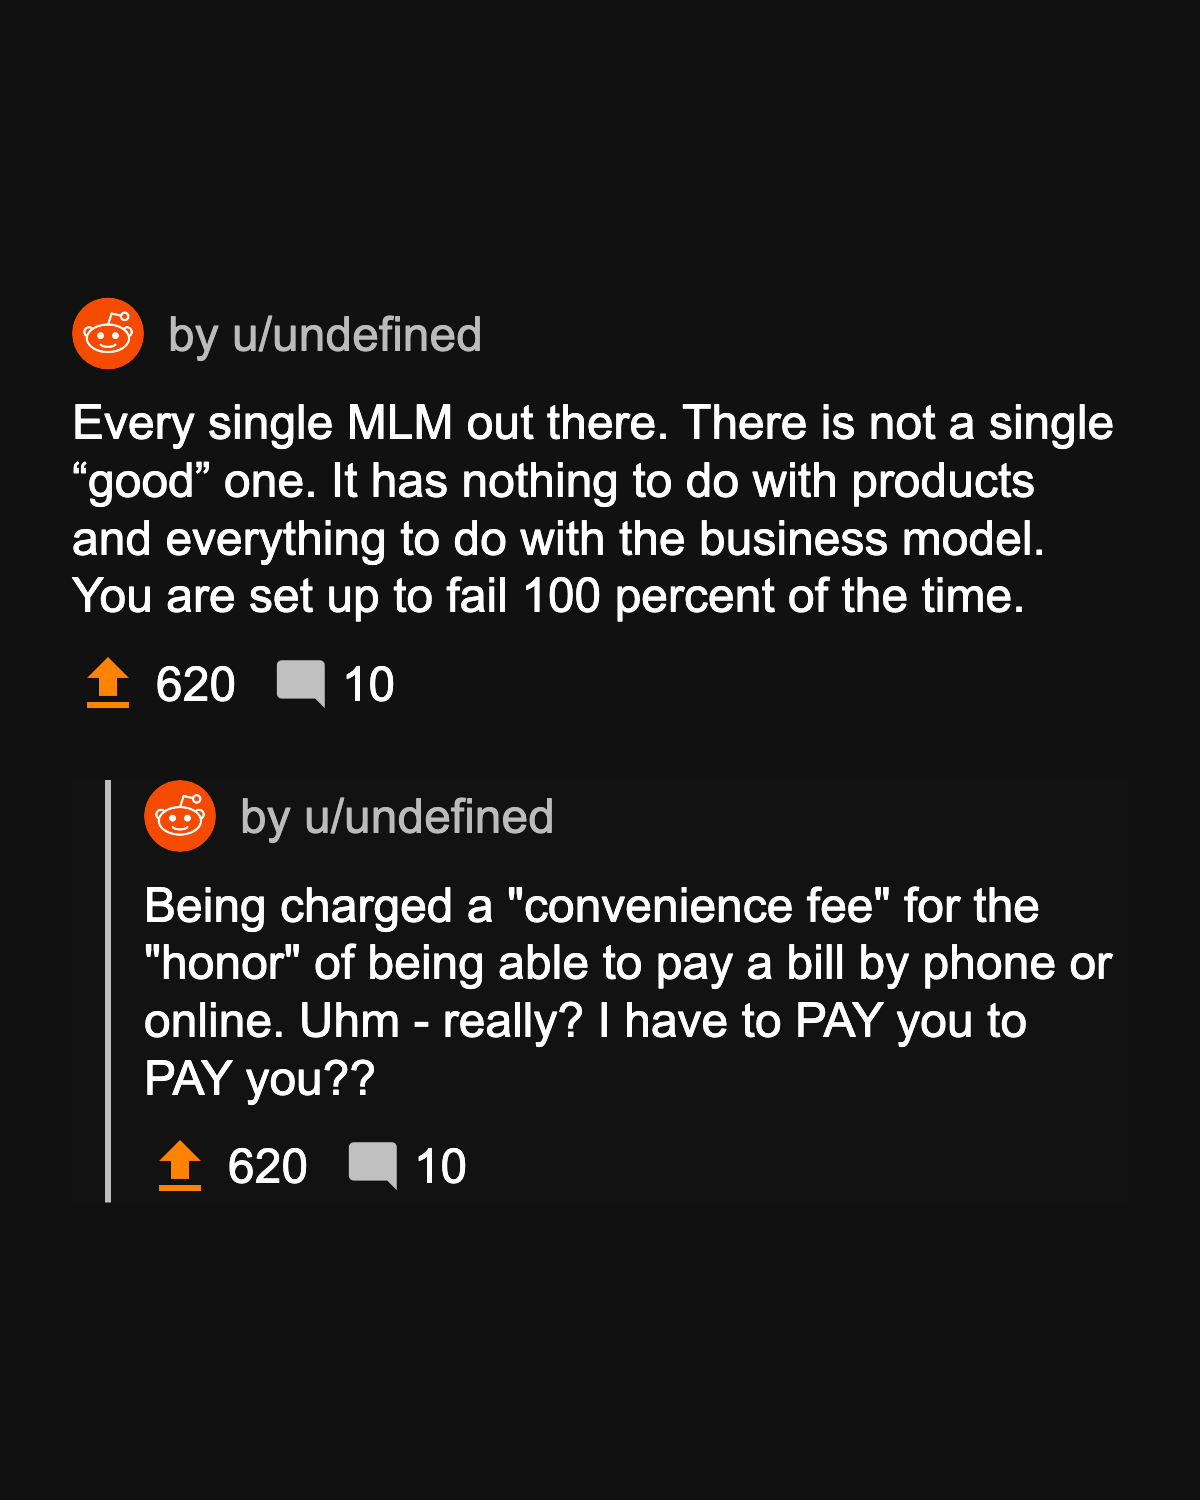 by u/undefined
Every single MLM out there. There is not a single
“good” one. It has nothing to do with products
and everything to do with the business model.
You are set up to fail 100 percent of the time.
620 10
by u/undefined
Being charged a "convenience fee" for the
"honor" of being able to pay a bill by phone or
online. Uhm - really? I have to PAY you to
PAY you??
620 10